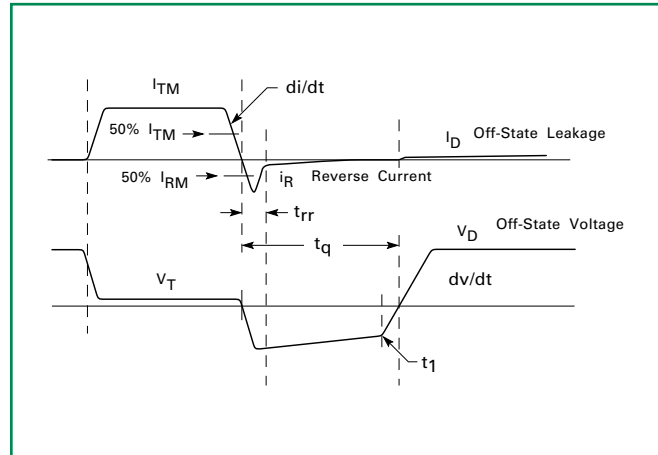 ITM
di/dt
50% ITM
ID Off-State Leakage
50% IRM
iR Reverse Current
trr
tq
VD Off-State Voltage
VT
dv/dt
t1